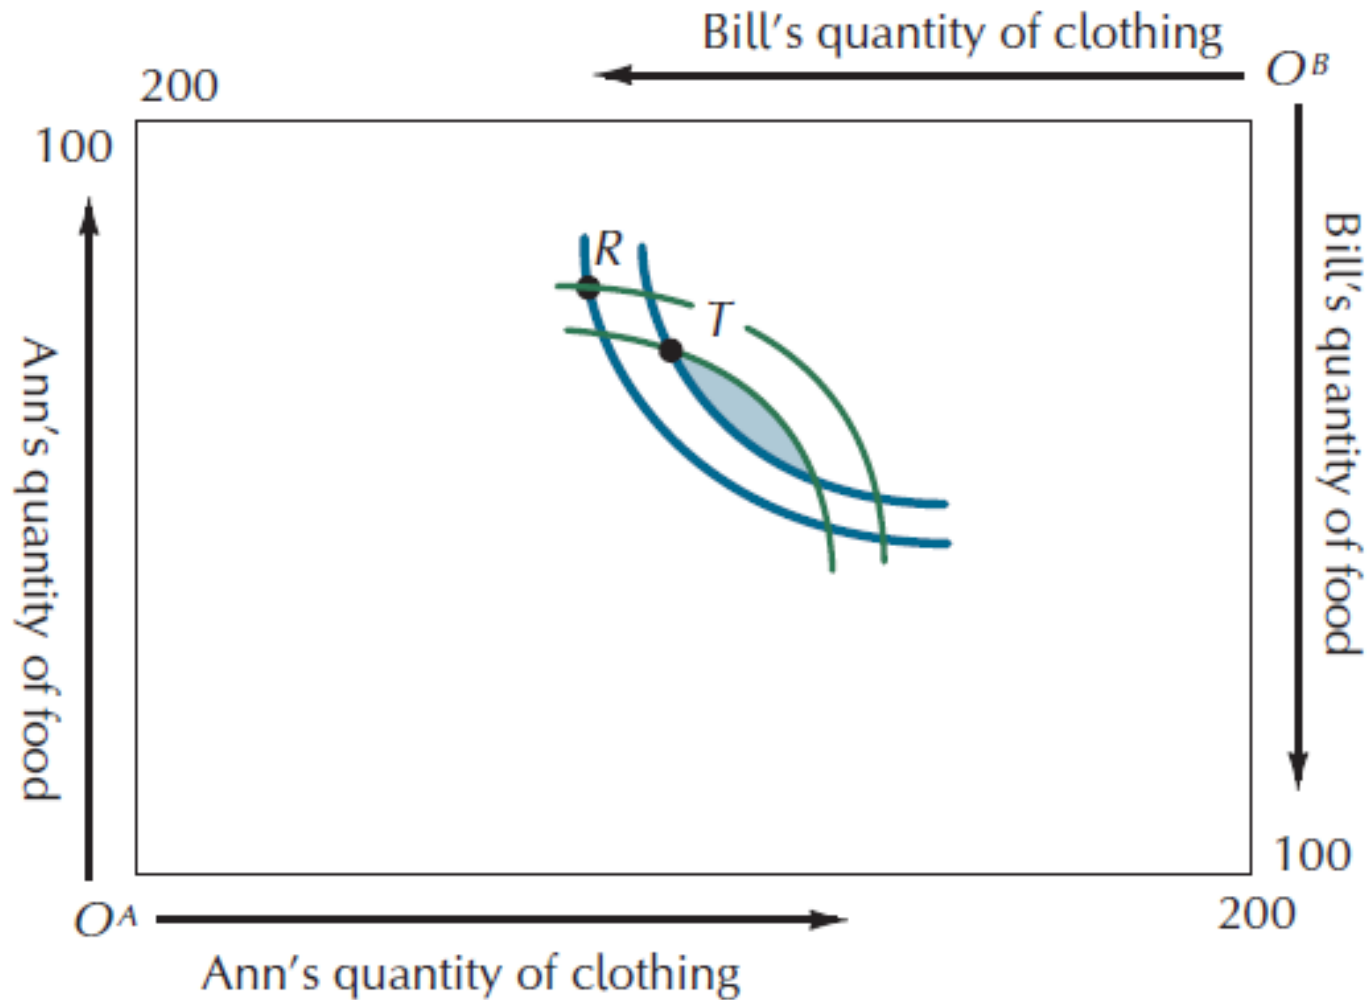 Bill's quantity of clothing
O^B
200
100
R
T
Ann's quantity of food
Bill's quantity of food
100
200
O^A
Ann's quantity of clothing